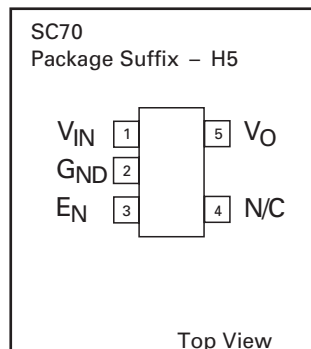 SC70
Package Suffix – H5
VIN 1 5 VO
GND 2
EN 3 4 N/C
Top View